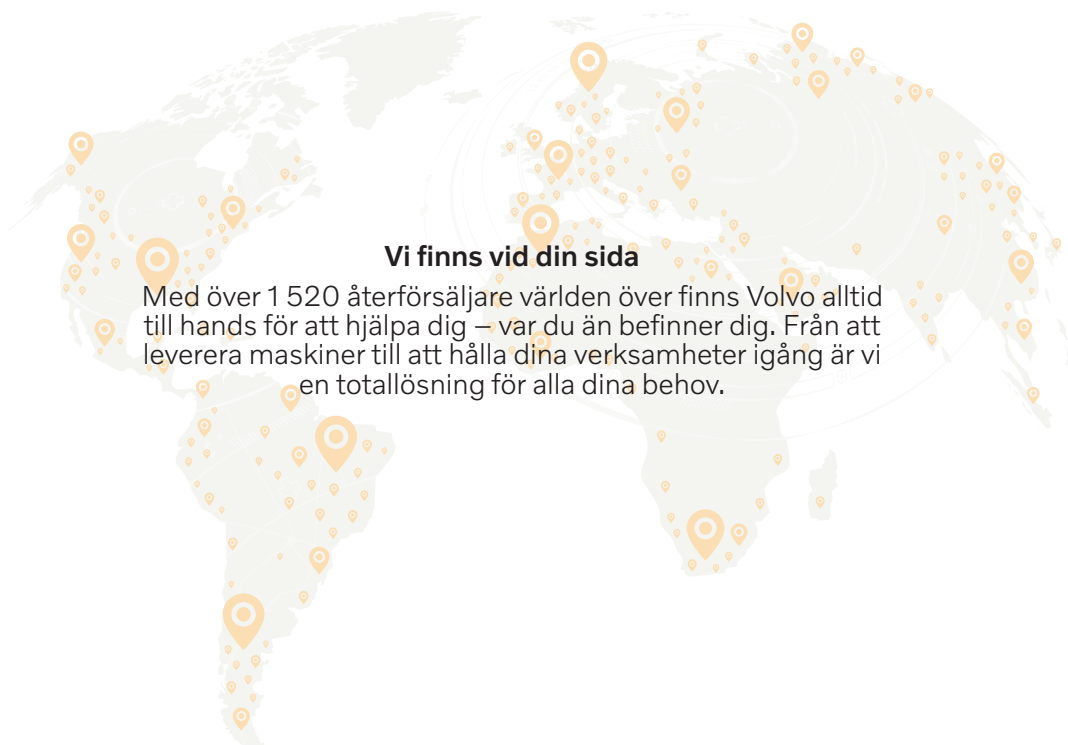 Vi finns vid din sida
Med över 1 520 återförsäljare världen över finns Volvo alltid
till hands för att hjälpa dig – var du än befinner dig. Från att
leverera maskiner till att hålla dina verksamheter igång är vi
en totallösning för alla dina behov.